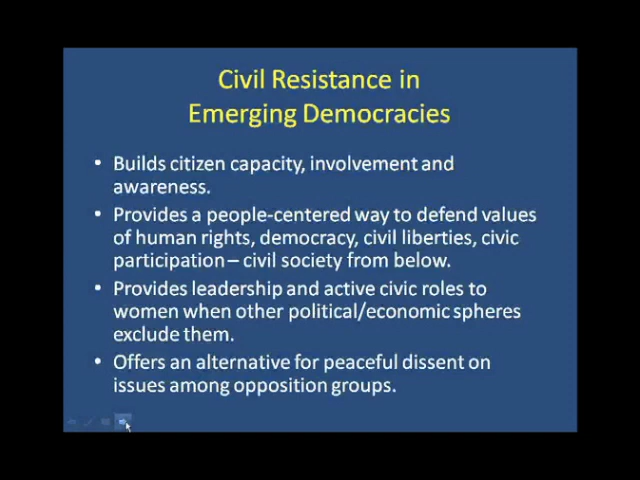 Civil Resistance in
Emerging Democracies
• Builds citizen capacity, involvement and
awareness.
• Provides a people-centered way to defend values
of human rights, democracy, civil liberties, civic
participation – civil society from below.
• Provides leadership and active civic roles to
women when other political/economic spheres
exclude them.
• Offers an alternative for peaceful dissent on
issues among opposition groups.